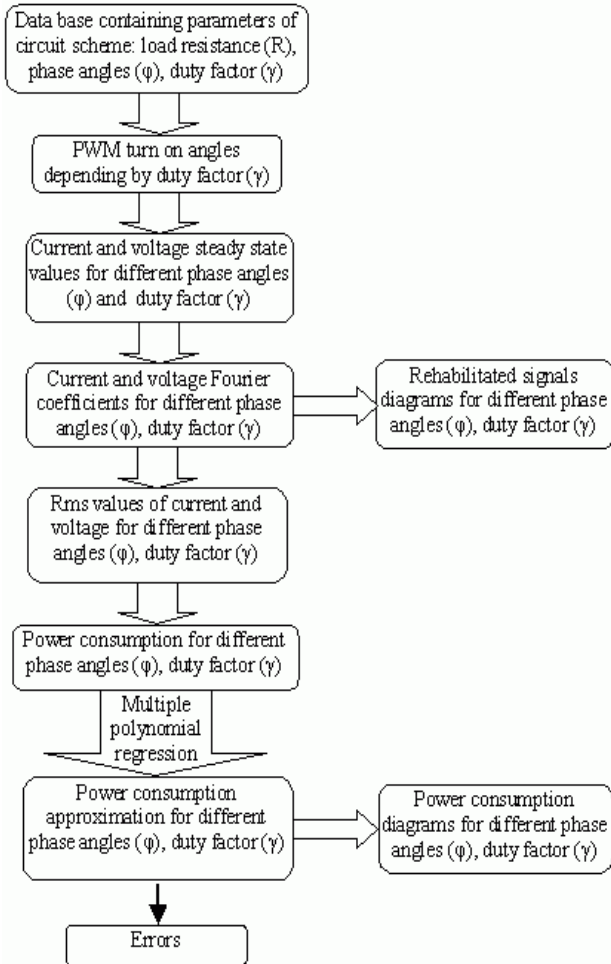 Data base containing parameters of
circuit scheme: load resistance (R),
phase angles (φ), duty factor (γ)
PWM turn on angles
depending by duty factor (γ)
Current and voltage steady state
values for different phase angles
(φ) and duty factor (γ)
Current and voltage Fourier
coefficients for different phase
angles (φ), duty factor (γ)
Rehabilitated signals
diagrams for different phase
angles (φ), duty factor (γ)
Rms values of current and
voltage for different phase
angles (φ), duty factor (γ)
Power consumption for different
phase angles (φ), duty factor (γ)
Multiple
polynomial
regression
Power consumption
approximation for different
phase angles (φ), duty factor (γ)
Power consumption
diagrams for different phase
angles (φ), duty factor (γ)
Errors